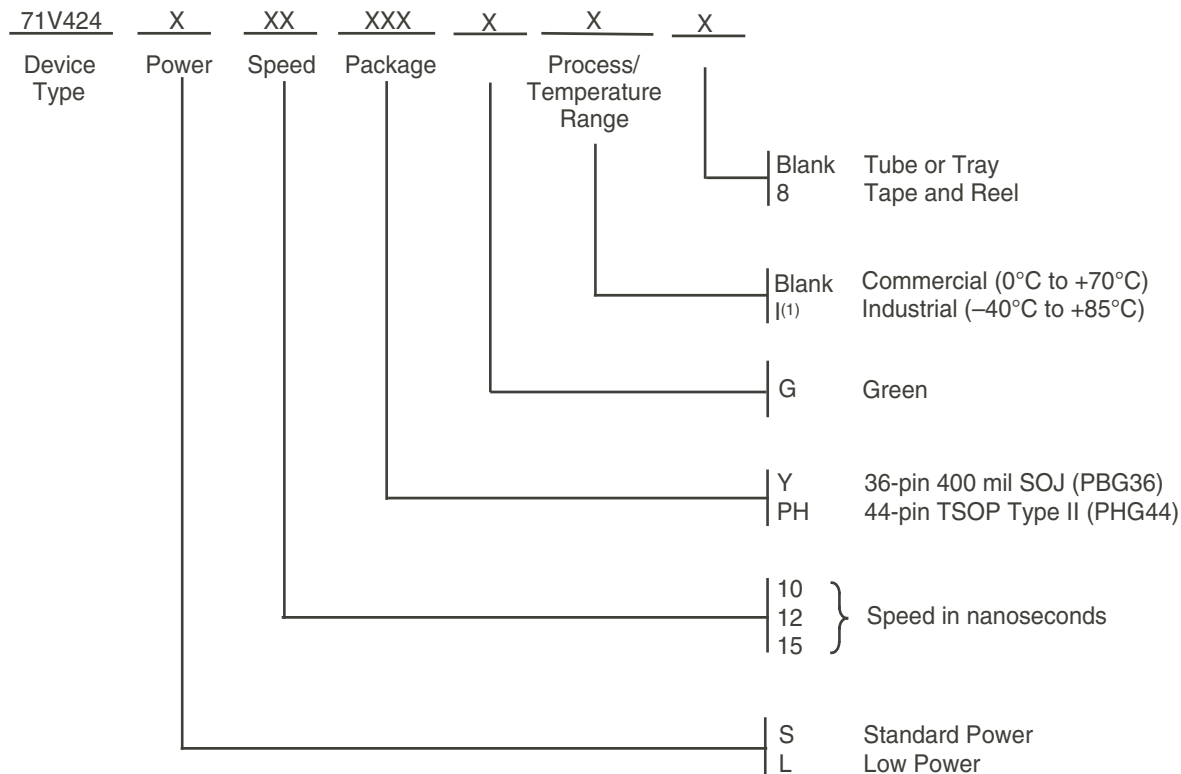 71V424 X XX XXX X X X
Device Type Power Speed Package Process/ Temperature Range
Blank Tube or Tray
8 Tape and Reel
Blank Commercial (0°C to +70°C)
I(1) Industrial (–40°C to +85°C)
G Green
Y 36-pin 400 mil SOJ (PBG36)
PH 44-pin TSOP Type II (PHG44)
10
12 Speed in nanoseconds
15
S Standard Power
L Low Power